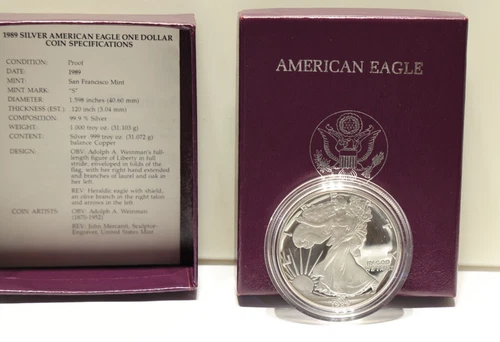 1989 SILVER AMERICAN EAGLE ONE DOLLAR
COIN SPECIFICATIONS
CONDITION: Proof
DATE: 1989
MINT: San Francisco Mint
MINT MARK: "S"
DIAMETER: 1.598 inches (40.60 mm)
THICKNESS (EST.): .120 inch (3.04 mm)
COMPOSITION: 99.9 % Silver
WEIGHT: 1.000 troy oz. (31.103 g)
CONTENT: Silver .999 troy oz. (31.072 g)
balance Copper
DESIGN: OBV: Adolph A. Weinman's full-
length figure of Liberty in full
stride, enveloped in folds of the
flag, with her right hand extended
and branches of laurel and oak in
her left.
REV: Heraldic eagle with shield,
an olive branch in the right talon
and arrows in the left.
COIN ARTISTS: OBV: Adolph A. Weinman
(1870-1952)
REV: John Mercanti, Sculptor-
Engraver, United States Mint
AMERICAN EAGLE
IN GOD
WE TRUST